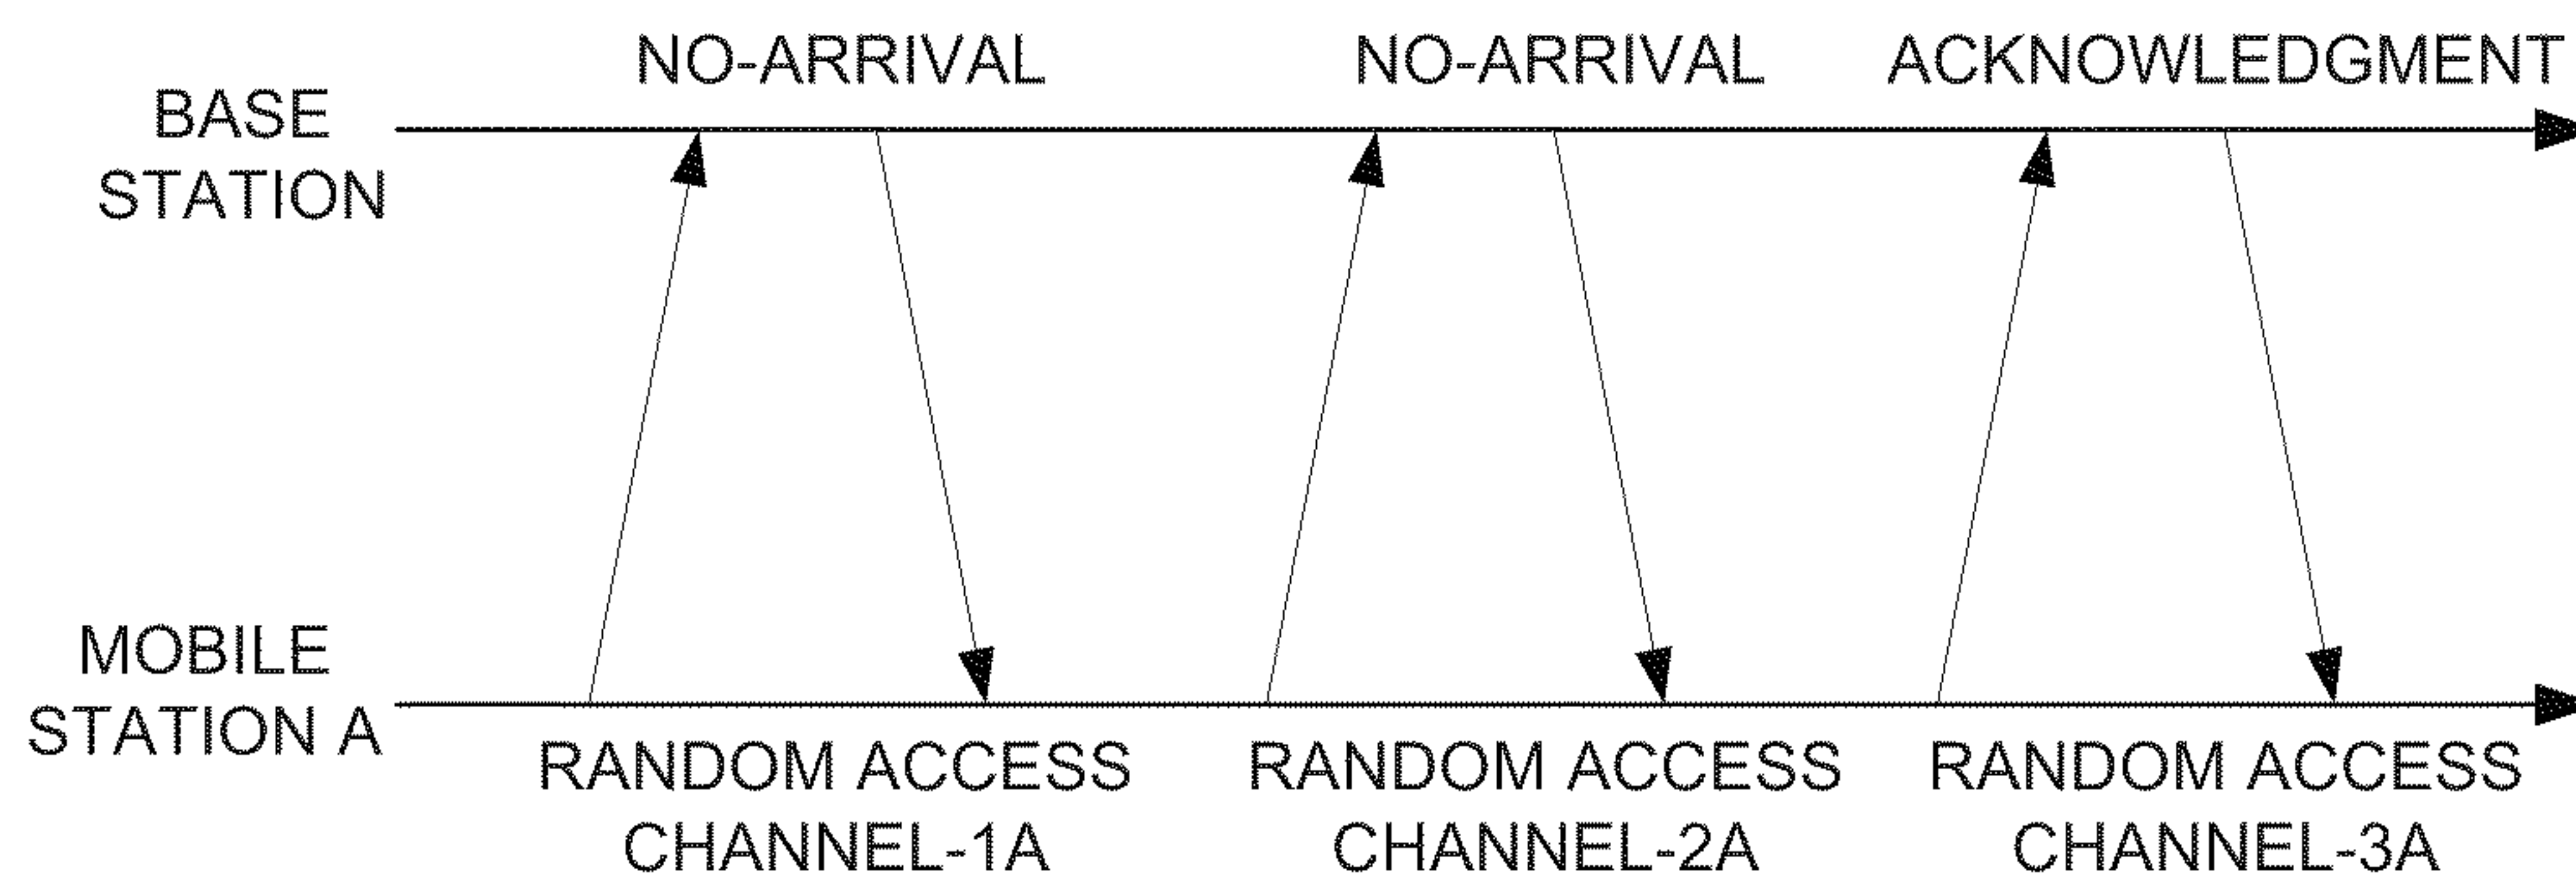 NO-ARRIVAL
NO-ARRIVAL
ACKNOWLEDGMENT
BASE
STATION
MOBILE
STATION A
RANDOM ACCESS
CHANNEL-1A
RANDOM ACCESS
CHANNEL-2A
RANDOM ACCESS
CHANNEL-3A